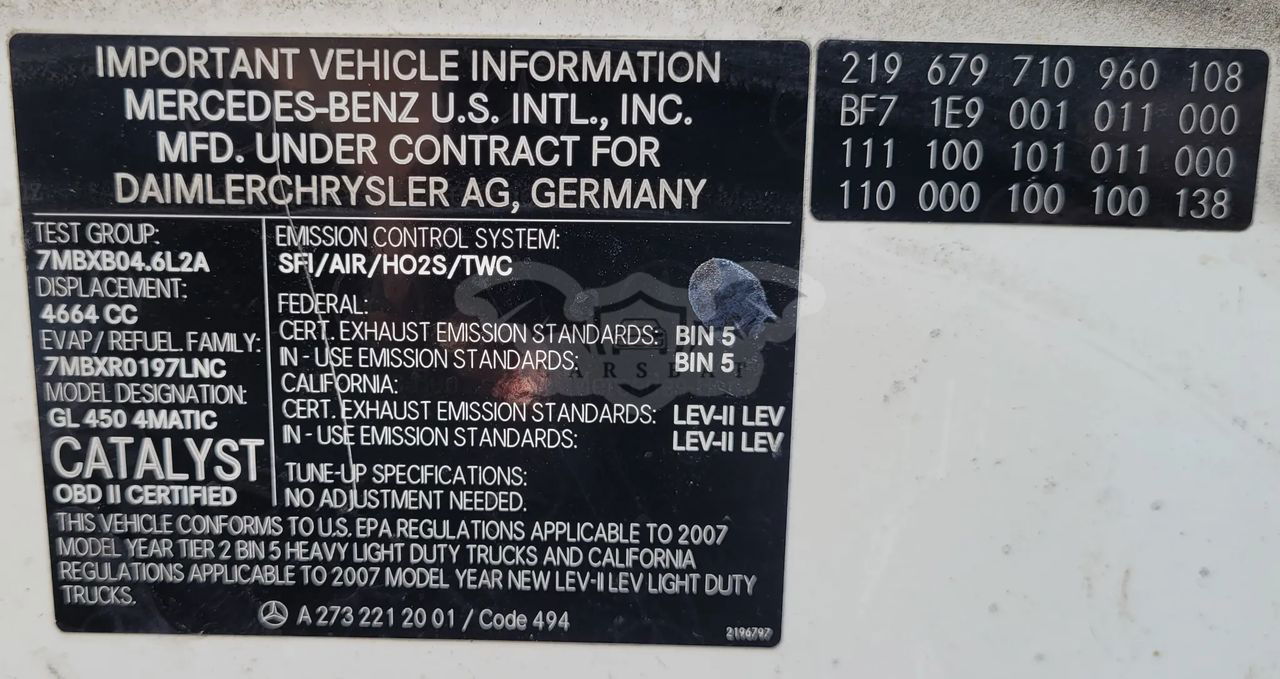 IMPORTANT VEHICLE INFORMATION
MERCEDES-BENZ U.S. INTL., INC.
MFD. UNDER CONTRACT FOR
DAIMLERCHRYSLER AG, GERMANY
TEST GROUP:
7MBXB04.6L2A
DISPLACEMENT:
4664 CC
EVAP/ REFUEL. FAMILY:
7MBXR0197LNC
MODEL DESIGNATION:
GL 450 4MATIC
CATALYST
OBD II CERTIFIED
EMISSION CONTROL SYSTEM:
SFI/AIR/HO2S/TWC
FEDERAL:
CERT. EXHAUST EMISSION STANDARDS: BIN 5
IN - USE EMISSION STANDARDS: BIN 5
CALIFORNIA:
CERT. EXHAUST EMISSION STANDARDS: LEV-II LEV
IN - USE EMISSION STANDARDS: LEV-II LEV
TUNE-UP SPECIFICATIONS:
NO ADJUSTMENT NEEDED.
THIS VEHICLE CONFORMS TO U.S. EPA REGULATIONS APPLICABLE TO 2007
MODEL YEAR TIER 2 BIN 5 HEAVY LIGHT DUTY TRUCKS AND CALIFORNIA
REGULATIONS APPLICABLE TO 2007 MODEL YEAR NEW LEV-II LEV LIGHT DUTY
TRUCKS.
A 273 221 20 01 / Code 494
2196797
219 679 710 960 108
BF7 1E9 001 011 000
111 100 101 011 000
110 000 100 100 138